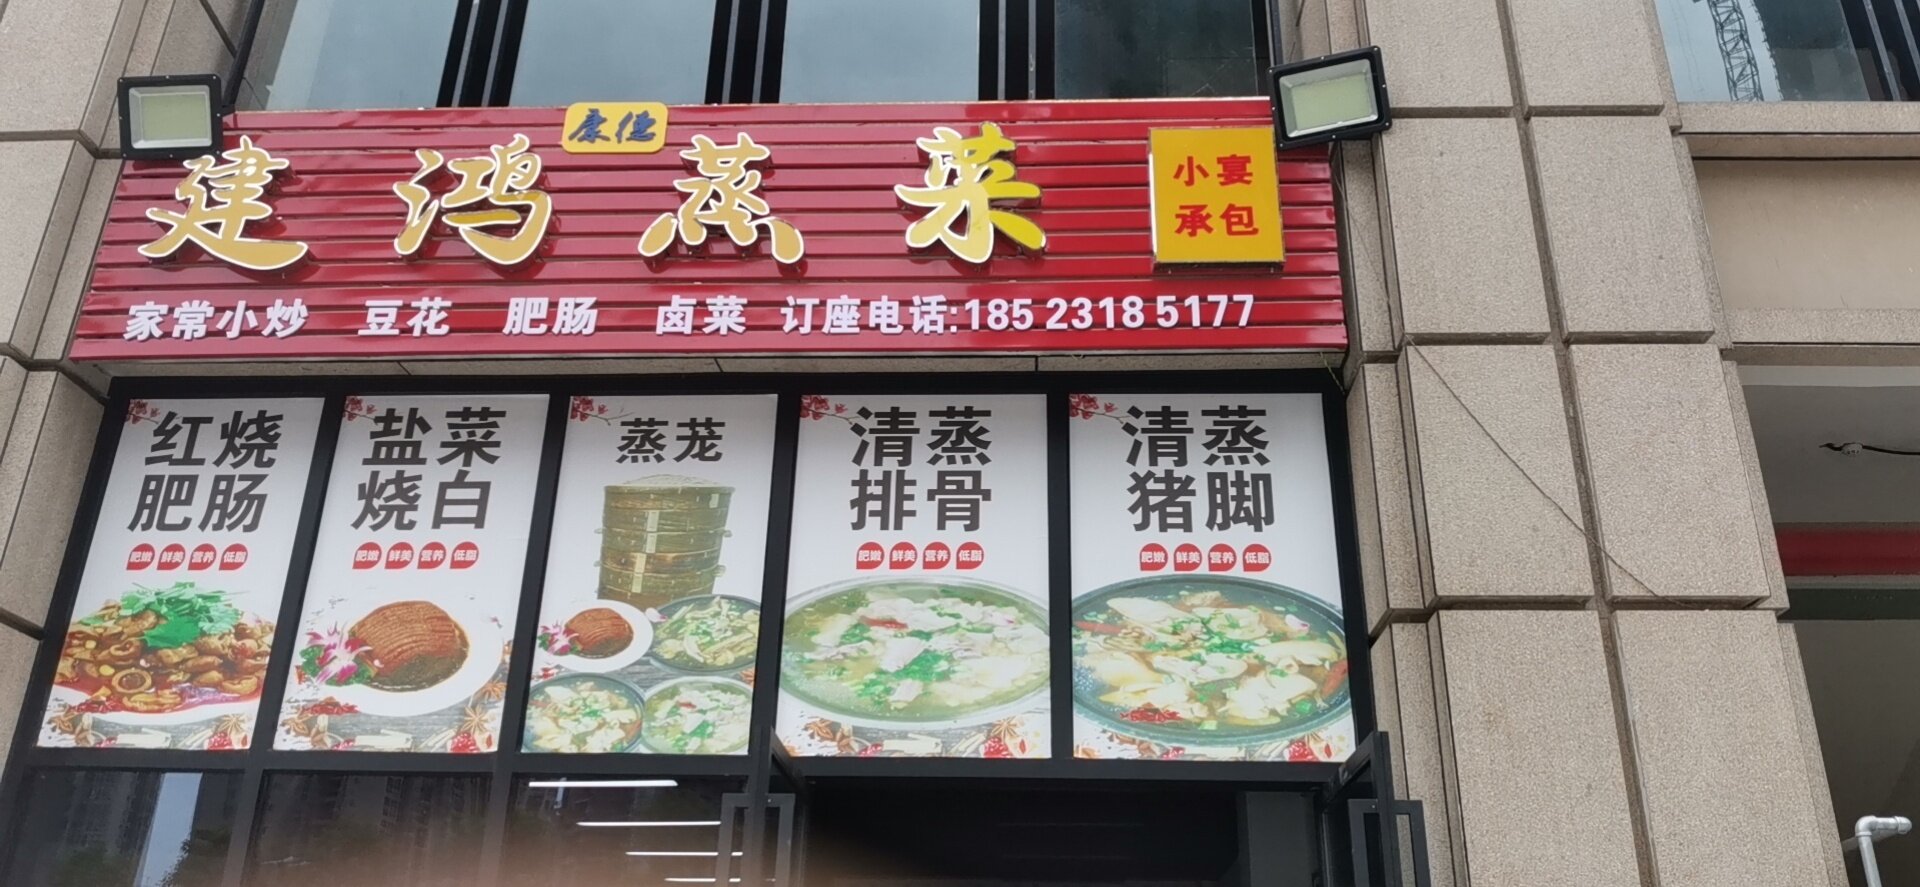 康德
建鸿蒸菜
小宴
承包
家常小炒 豆花 肥肠 卤菜 订座电话:185 2318 5177
红烧
肥肠
肥嫩 鲜美 营养 低脂
盐菜
烧白
肥嫩 鲜美 营养 低脂
蒸茏
清蒸
排骨
肥嫩 鲜美 营养 低脂
清蒸
猪脚
肥嫩 鲜美 营养 低脂